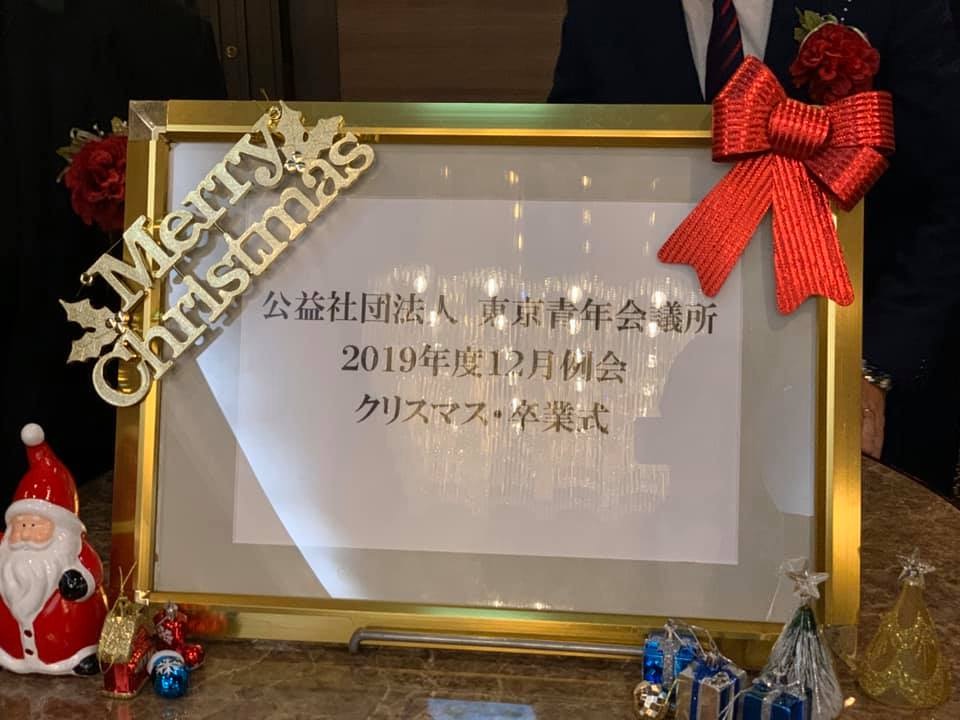 Merry
Christmas
公益社団法人 東京青年会議所
2019年度12月例会
クリスマス・卒業式